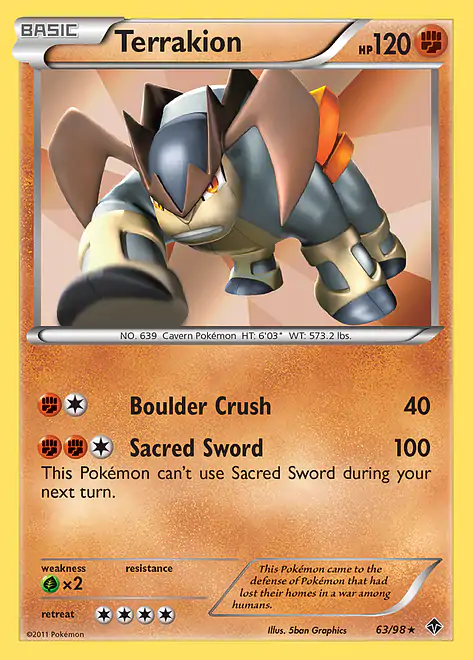 BASIC
Terrakion
HP120
NO. 639 Cavern Pokémon HT: 6'03" WT: 573.2 lbs.
Boulder Crush 40
Sacred Sword 100
This Pokémon can't use Sacred Sword during your
next turn.
weakness resistance
×2
retreat
This Pokémon came to the
defense of Pokémon that had
lost their homes in a war among
humans.
©2011 Pokémon Illus. 5ban Graphics 63/98★